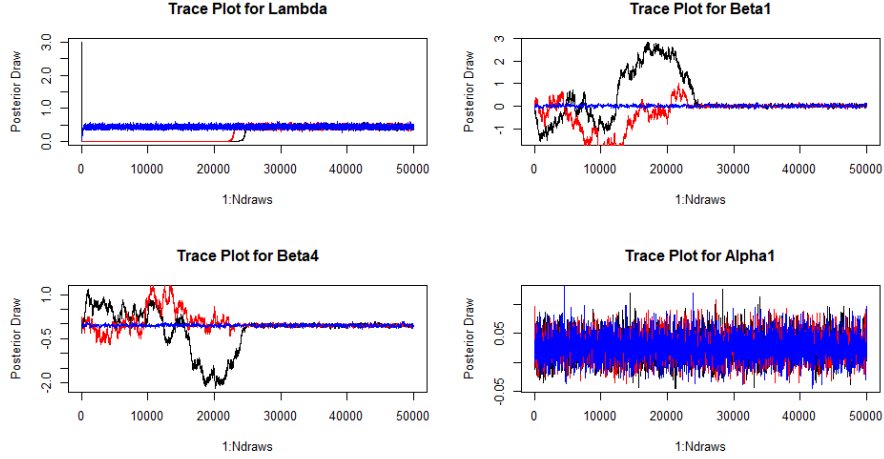 Trace Plot for Lambda
Posterior Draw
3.0
2.0
1.0
0.0
0 10000 20000 30000 40000 50000
1:Ndraws
Trace Plot for Beta1
Posterior Draw
3
2
1
0
-1
0 10000 20000 30000 40000 50000
1:Ndraws
Trace Plot for Beta4
Posterior Draw
1.0
-0.5
-2.0
0 10000 20000 30000 40000 50000
1:Ndraws
Trace Plot for Alpha1
Posterior Draw
0.05
-0.05
0 10000 20000 30000 40000 50000
1:Ndraws